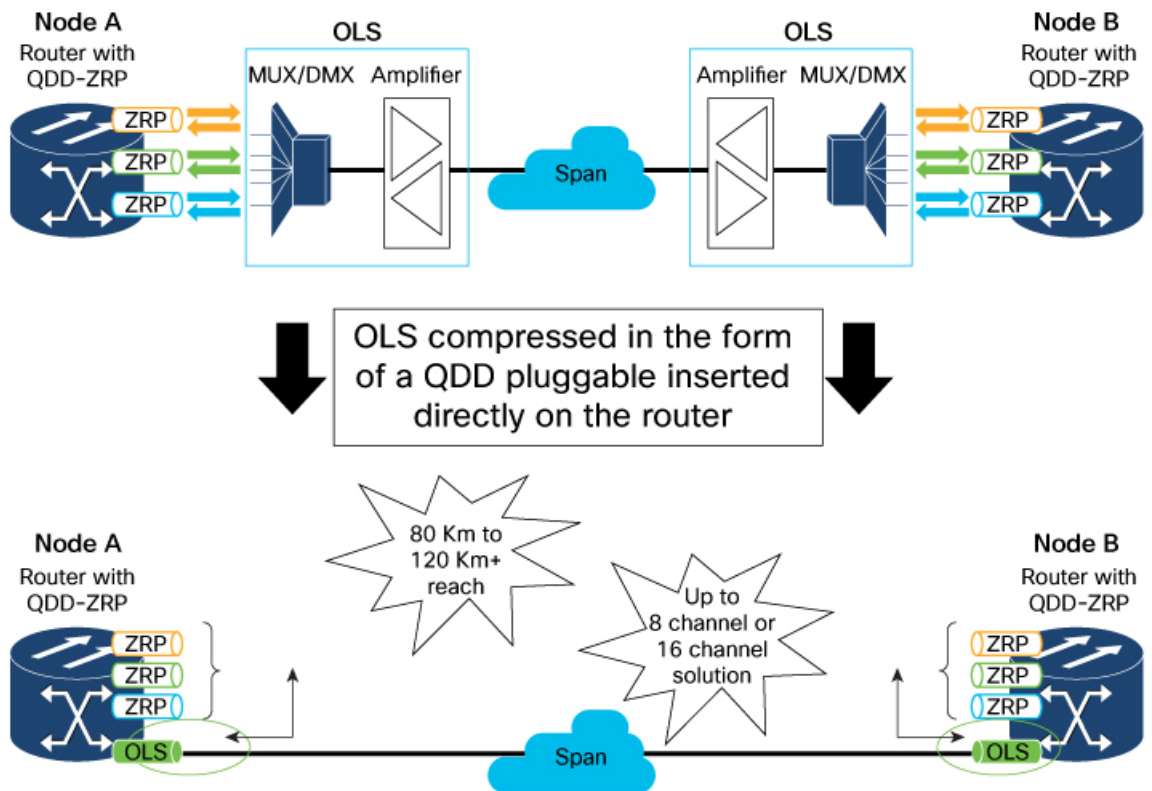 Node A
Router with
QDD-ZRP
OLS
MUX/DMX Amplifier
OLS
Amplifier MUX/DMX
Node B
Router with
QDD-ZRP
ZRP
ZRP
ZRP
Span
ZRP
ZRP
ZRP
OLS compressed in the form
of a QDD pluggable inserted
directly on the router
80 Km to
120 Km+
reach
Up to
8 channel or
16 channel
solution
Node A
Router with
QDD-ZRP
ZRP
ZRP
ZRP
OLS
Span
Node B
Router with
QDD-ZRP
ZRP
ZRP
ZRP
OLS